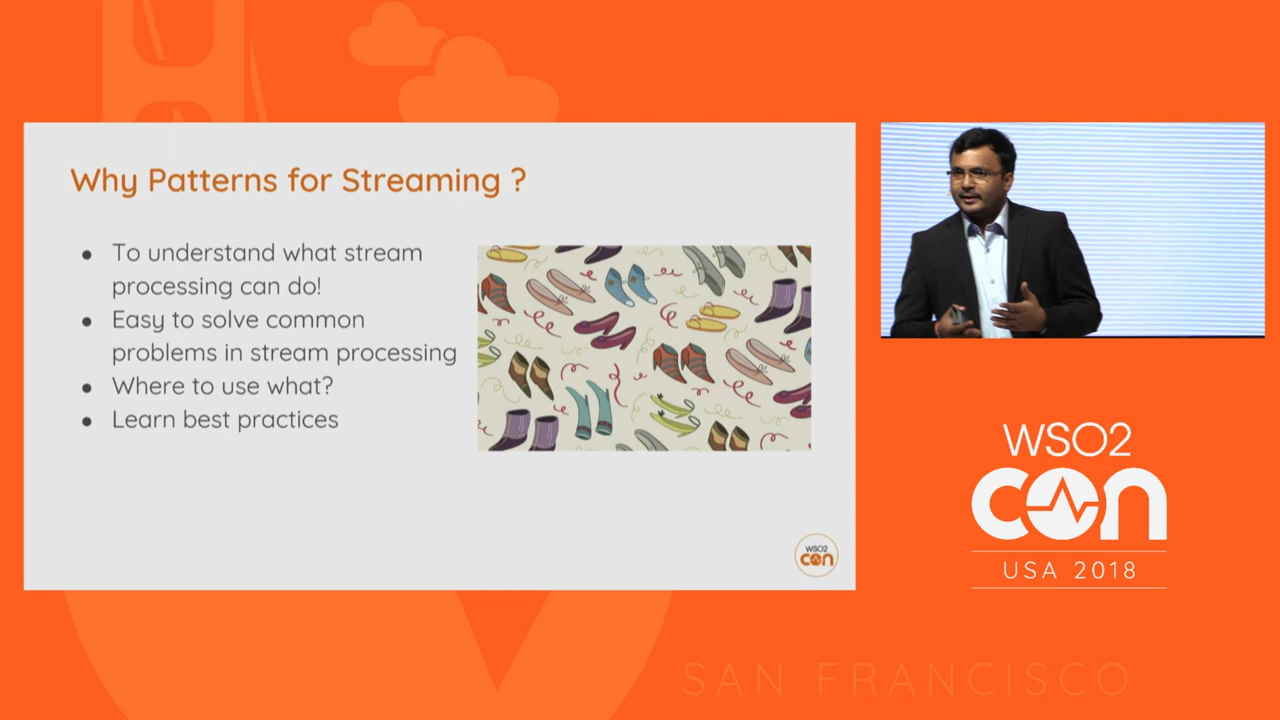 Why Patterns for Streaming ?
● To understand what stream
processing can do!
● Easy to solve common
problems in stream processing
● Where to use what?
● Learn best practices
WSO2
con
WSO2
con
USA 2018
SAN FRANCISCO